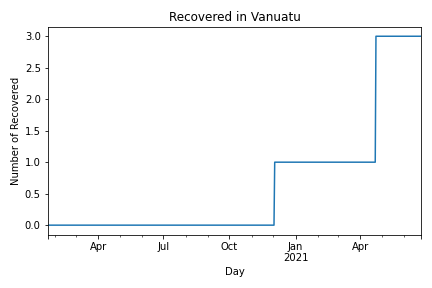 Recovered in Vanuatu
3.0
2.5
2.0
1.5
1.0
0.5
0.0
Number of Recovered
Apr Jul Oct Jan Apr
2021
Day